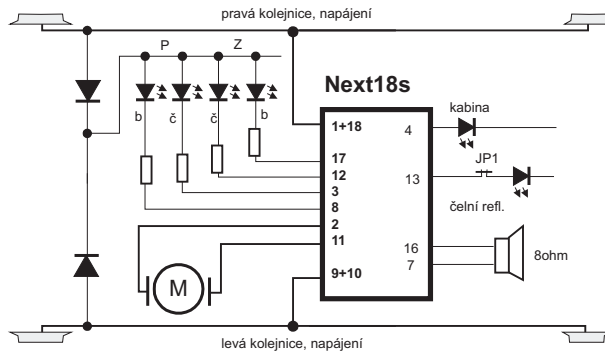 pravá kolejnice, napájení
P Z
Next18s
b č č b
kabina
1+18
4
JP1
17
12
13
3
8
čelní refl.
2
11
16
7
8ohm
9+10
M
levá kolejnice, napájení